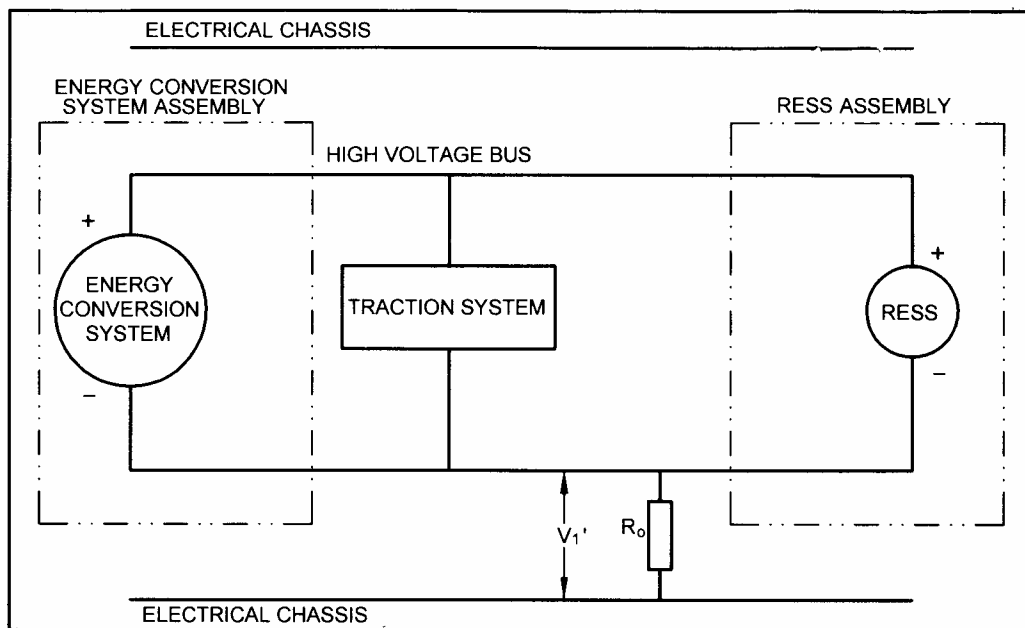 ELECTRICAL CHASSIS
ENERGY CONVERSION
SYSTEM ASSEMBLY
RESS ASSEMBLY
HIGH VOLTAGE BUS
+
ENERGY
CONVERSION
SYSTEM
−
TRACTION SYSTEM
+
RESS
−
V₁'
Rₒ
ELECTRICAL CHASSIS